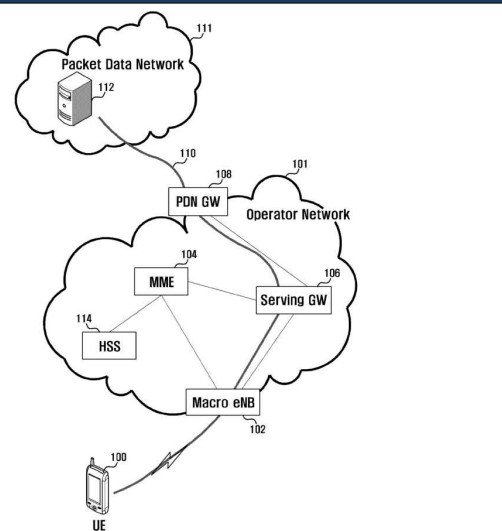 111
Packet Data Network
112
110
108
101
PDN GW
Operator Network
104
106
MME
Serving GW
114
HSS
Macro eNB
102
100
UE